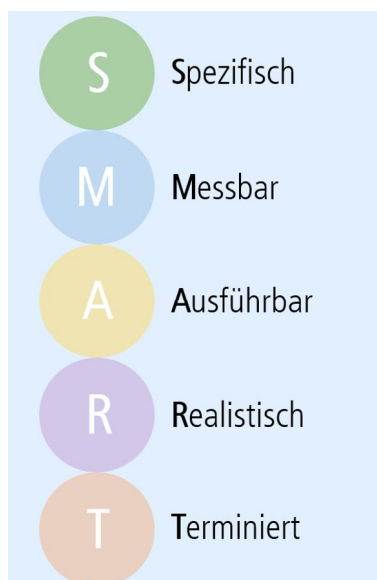 S Spezifisch
M Messbar
A Ausführbar
R Realistisch
T Terminiert